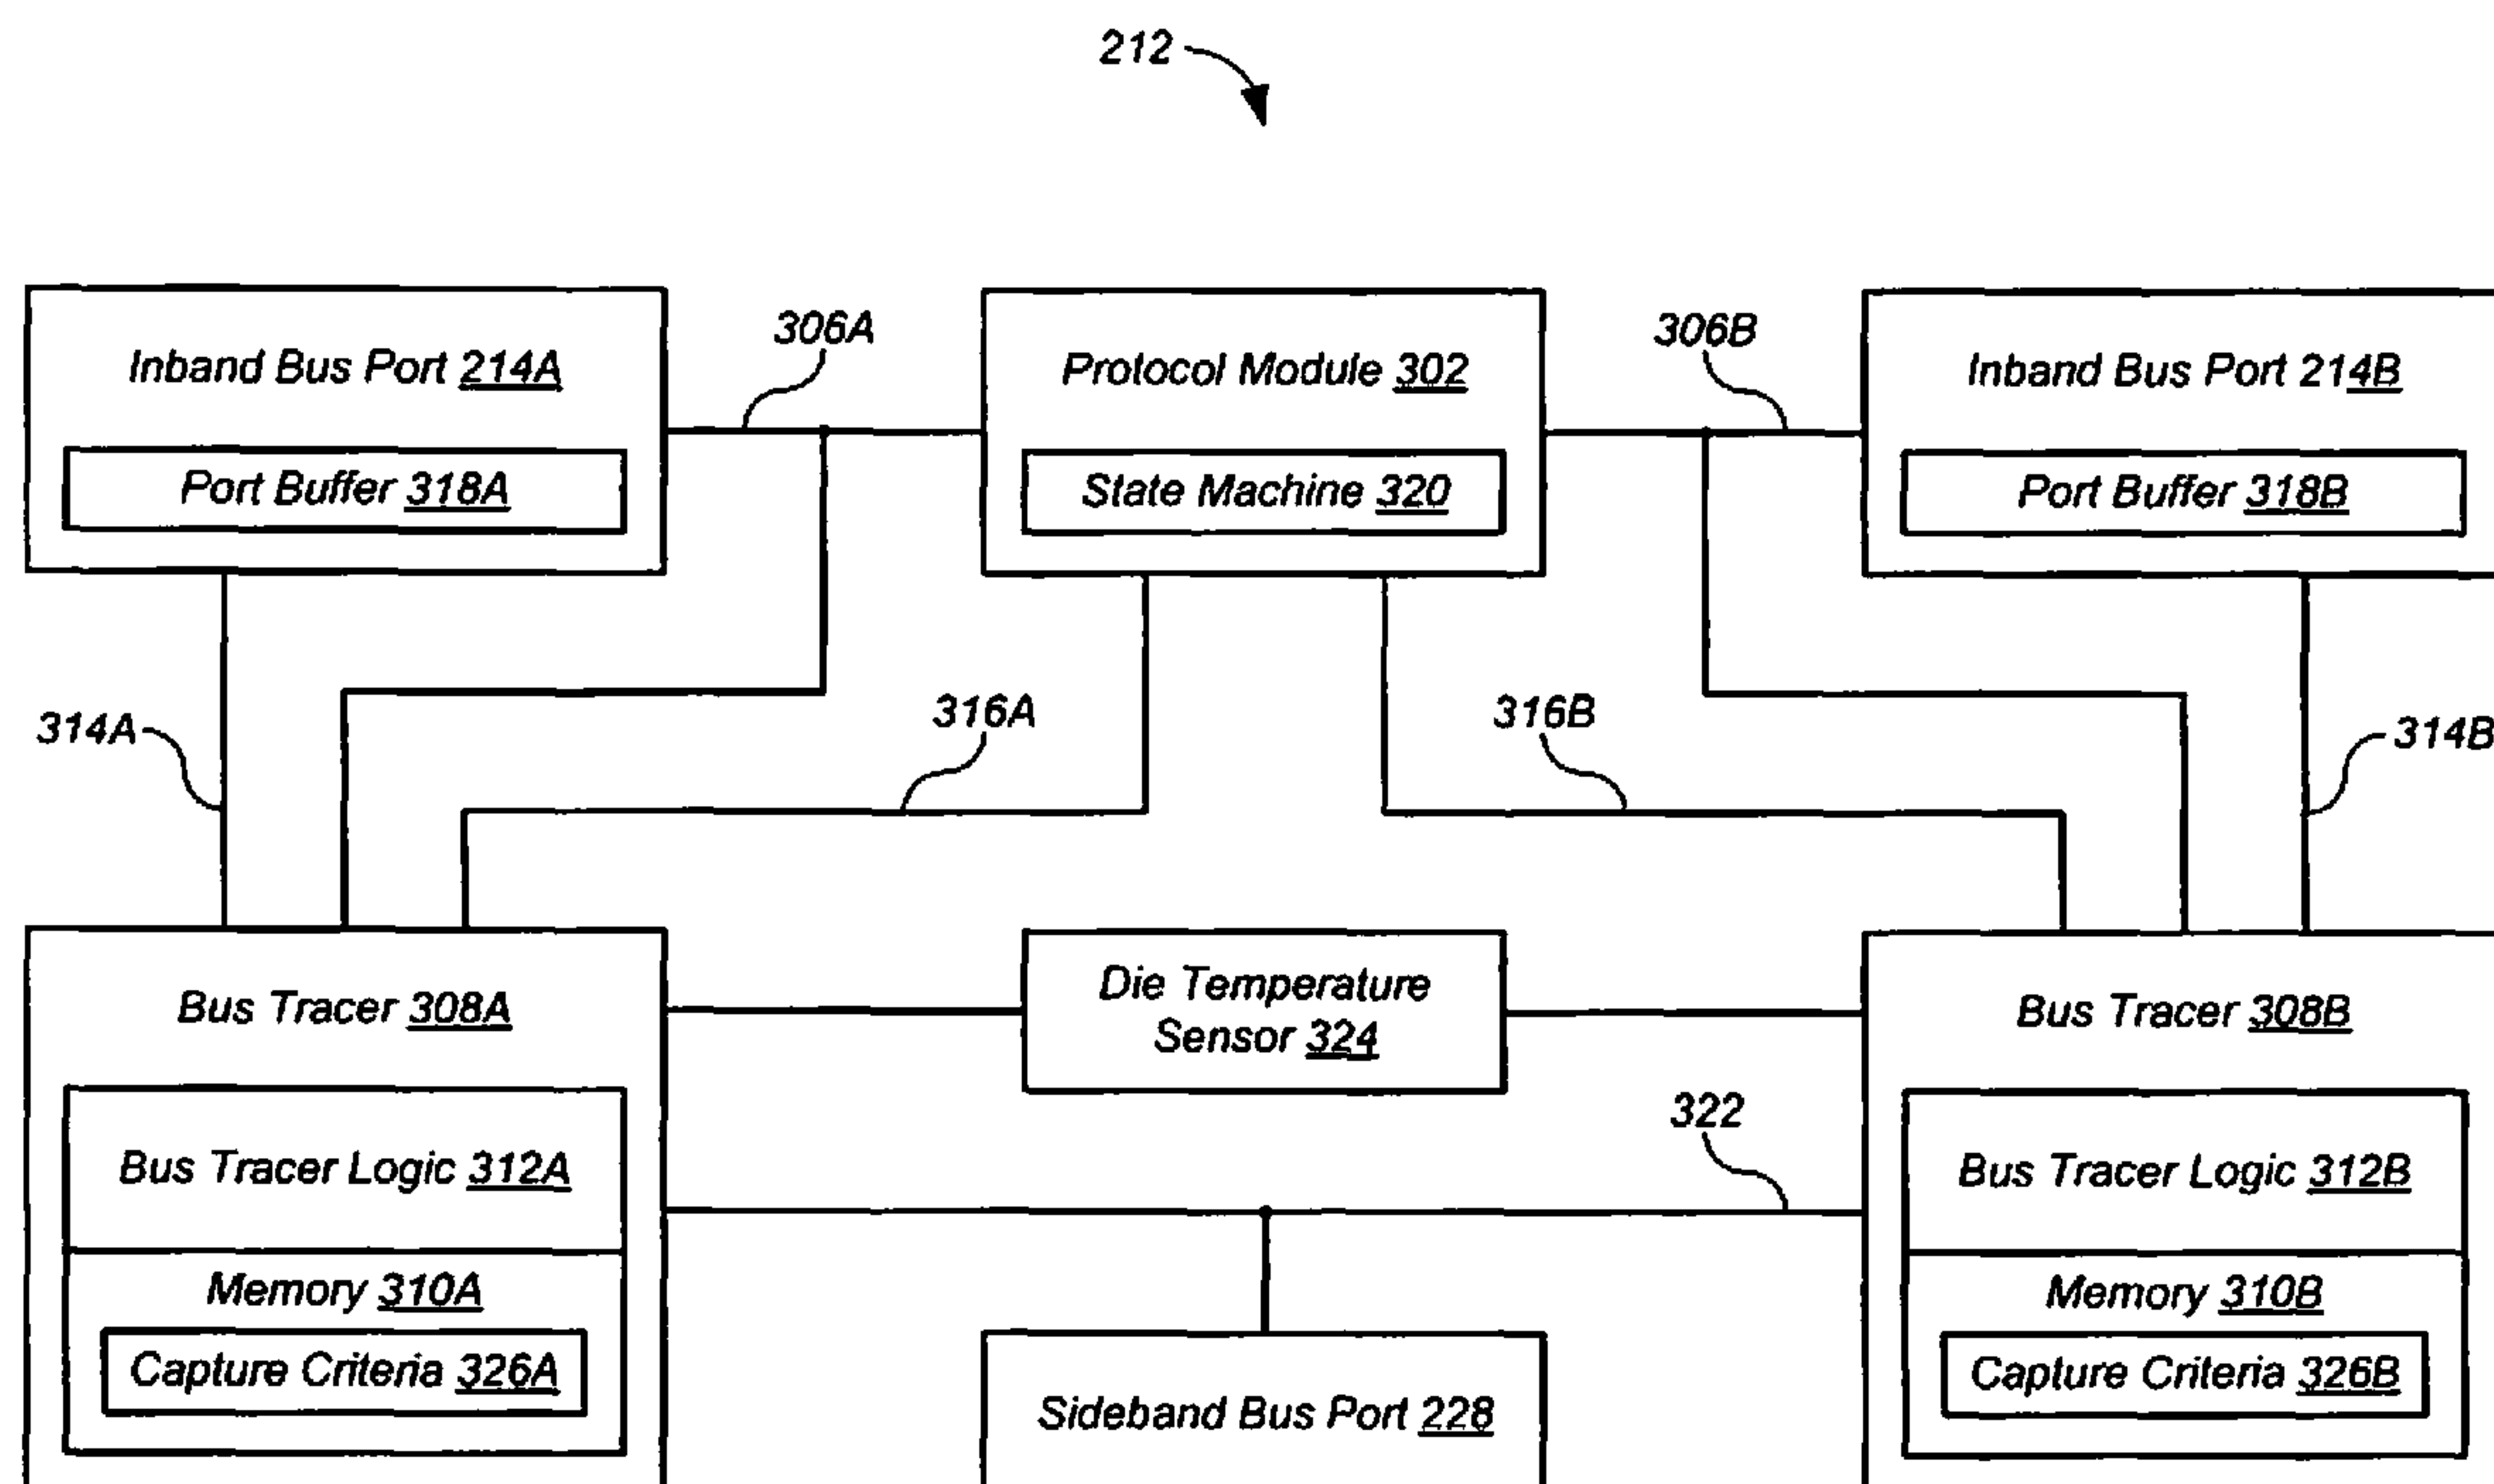 212
306A
306B
Inband Bus Port 214A
Protocol Module 302
Inband Bus Port 214B
Port Buffer 318A
State Machine 320
Port Buffer 318B
314A
316A
316B
314B
Bus Tracer 308A
Die Temperature
Sensor 324
Bus Tracer 308B
322
Bus Tracer Logic 312A
Bus Tracer Logic 312B
Memory 310A
Memory 310B
Capture Criteria 326A
Capture Criteria 326B
Sideband Bus Port 228